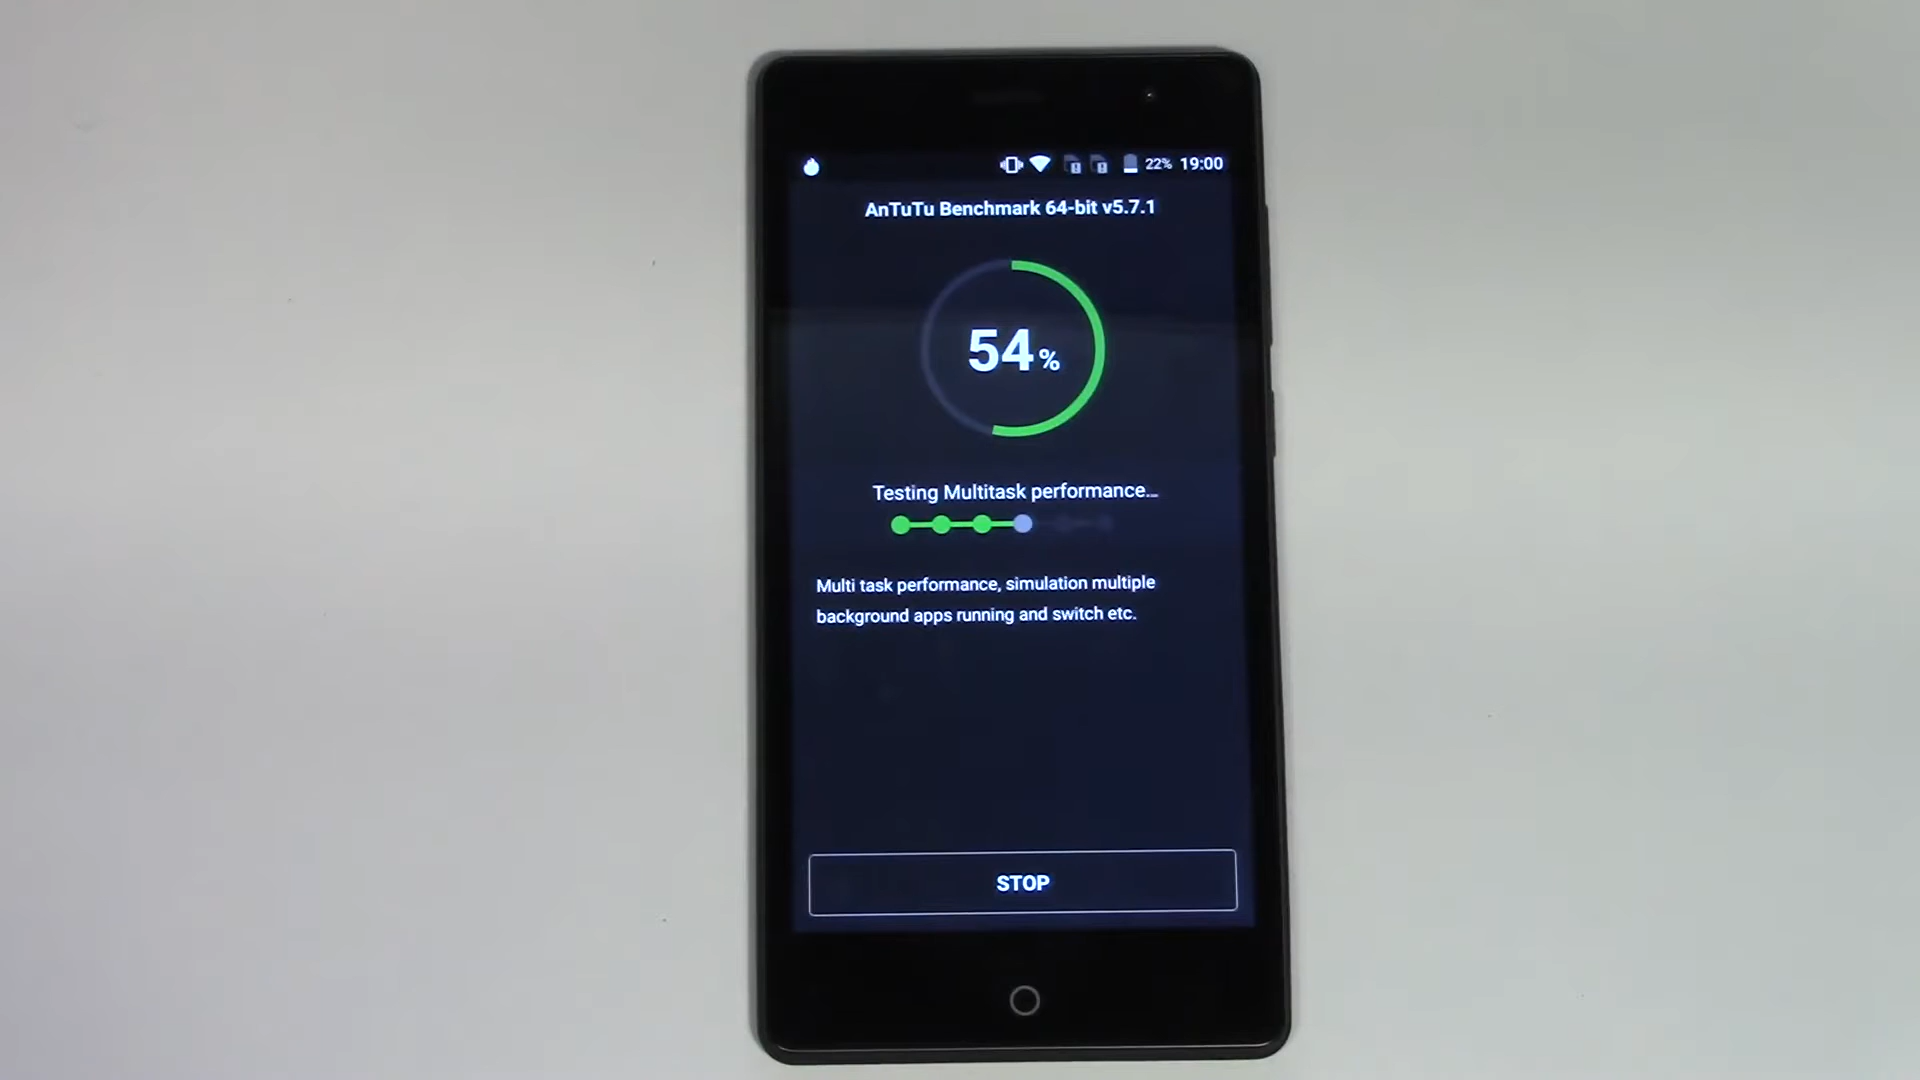 22% 19:00
AnTuTu Benchmark 64-bit v5.7.1
54%
Testing Multitask performance...
Multi task performance, simulation multiple
background apps running and switch etc.
STOP